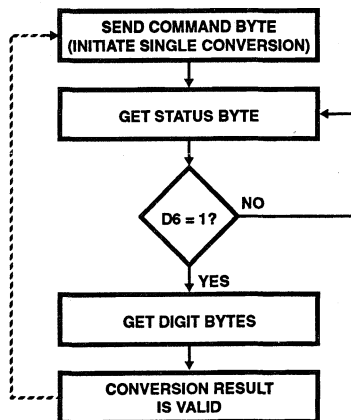 SEND COMMAND BYTE
(INITIATE SINGLE CONVERSION)
GET STATUS BYTE
D6 = 1?
NO
YES
GET DIGIT BYTES
CONVERSION RESULT
IS VALID